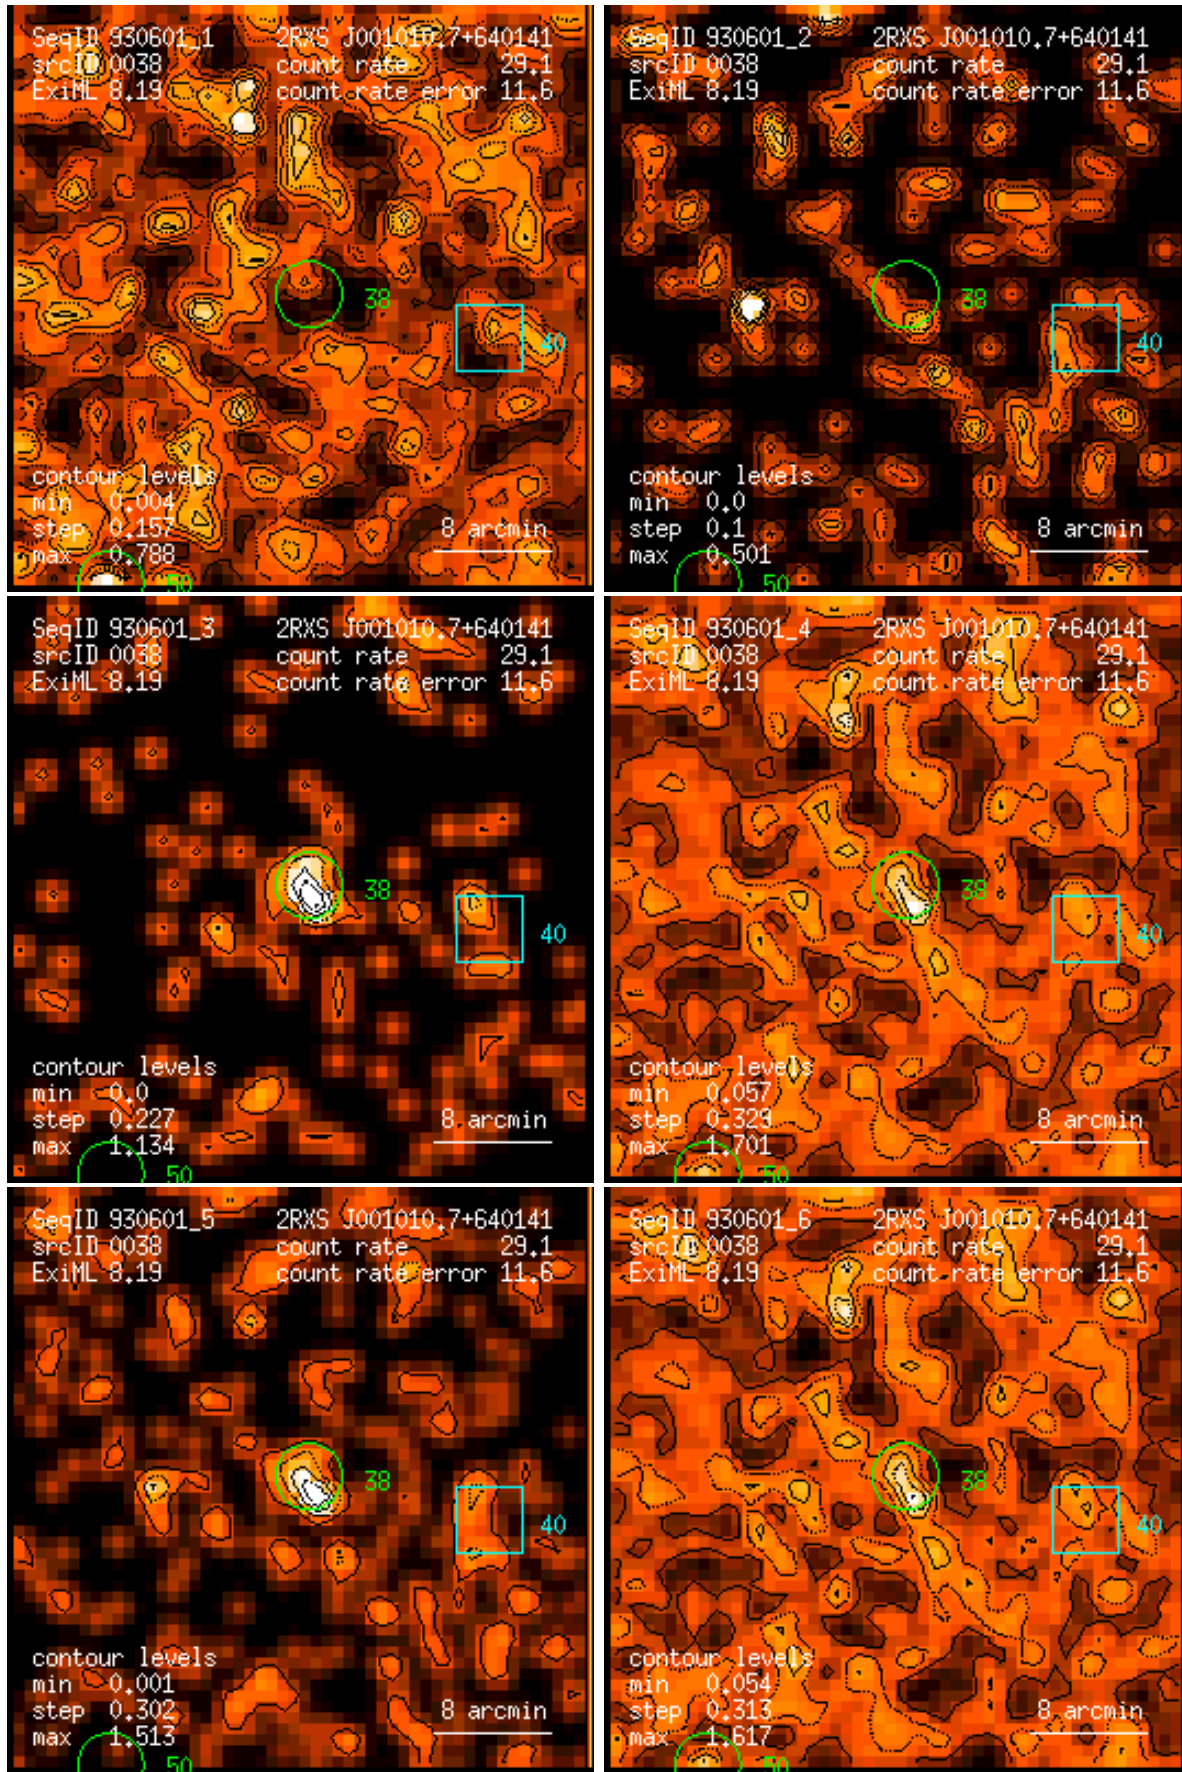 SeqID 930601_1 2RXS J001010.7+640141
srcID 0038 count rate 29.1
ExiML 8.19 count rate error 11.6
38
40
contour levels
min 0.004
step 0.157 8 arcmin
max 0.788
50
SeqID 930601_2 2RXS J001010.7+640141
srcID 0038 count rate 29.1
ExiML 8.19 count rate error 11.6
38
40
contour levels
min 0.0
step 0.1 8 arcmin
max 0.501
50
SeqID 930601_3 2RXS J001010.7+640141
srcID 0038 count rate 29.1
ExiML 8.19 count rate error 11.6
38
40
contour levels
min 0.0
step 0.227 8 arcmin
max 1.134
50
SeqID 930601_4 2RXS J001010.7+640141
srcID 0038 count rate 29.1
ExiML 8.19 count rate error 11.6
38
40
contour levels
min 0.057
step 0.329 8 arcmin
max 1.701
50
SeqID 930601_5 2RXS J001010.7+640141
srcID 0038 count rate 29.1
ExiML 8.19 count rate error 11.6
38
40
contour levels
min 0.001
step 0.302 8 arcmin
max 1.513
50
SeqID 930601_6 2RXS J001010.7+640141
srcID 0038 count rate 29.1
ExiML 8.19 count rate error 11.6
38
40
contour levels
min 0.054
step 0.313 8 arcmin
max 1.617
50